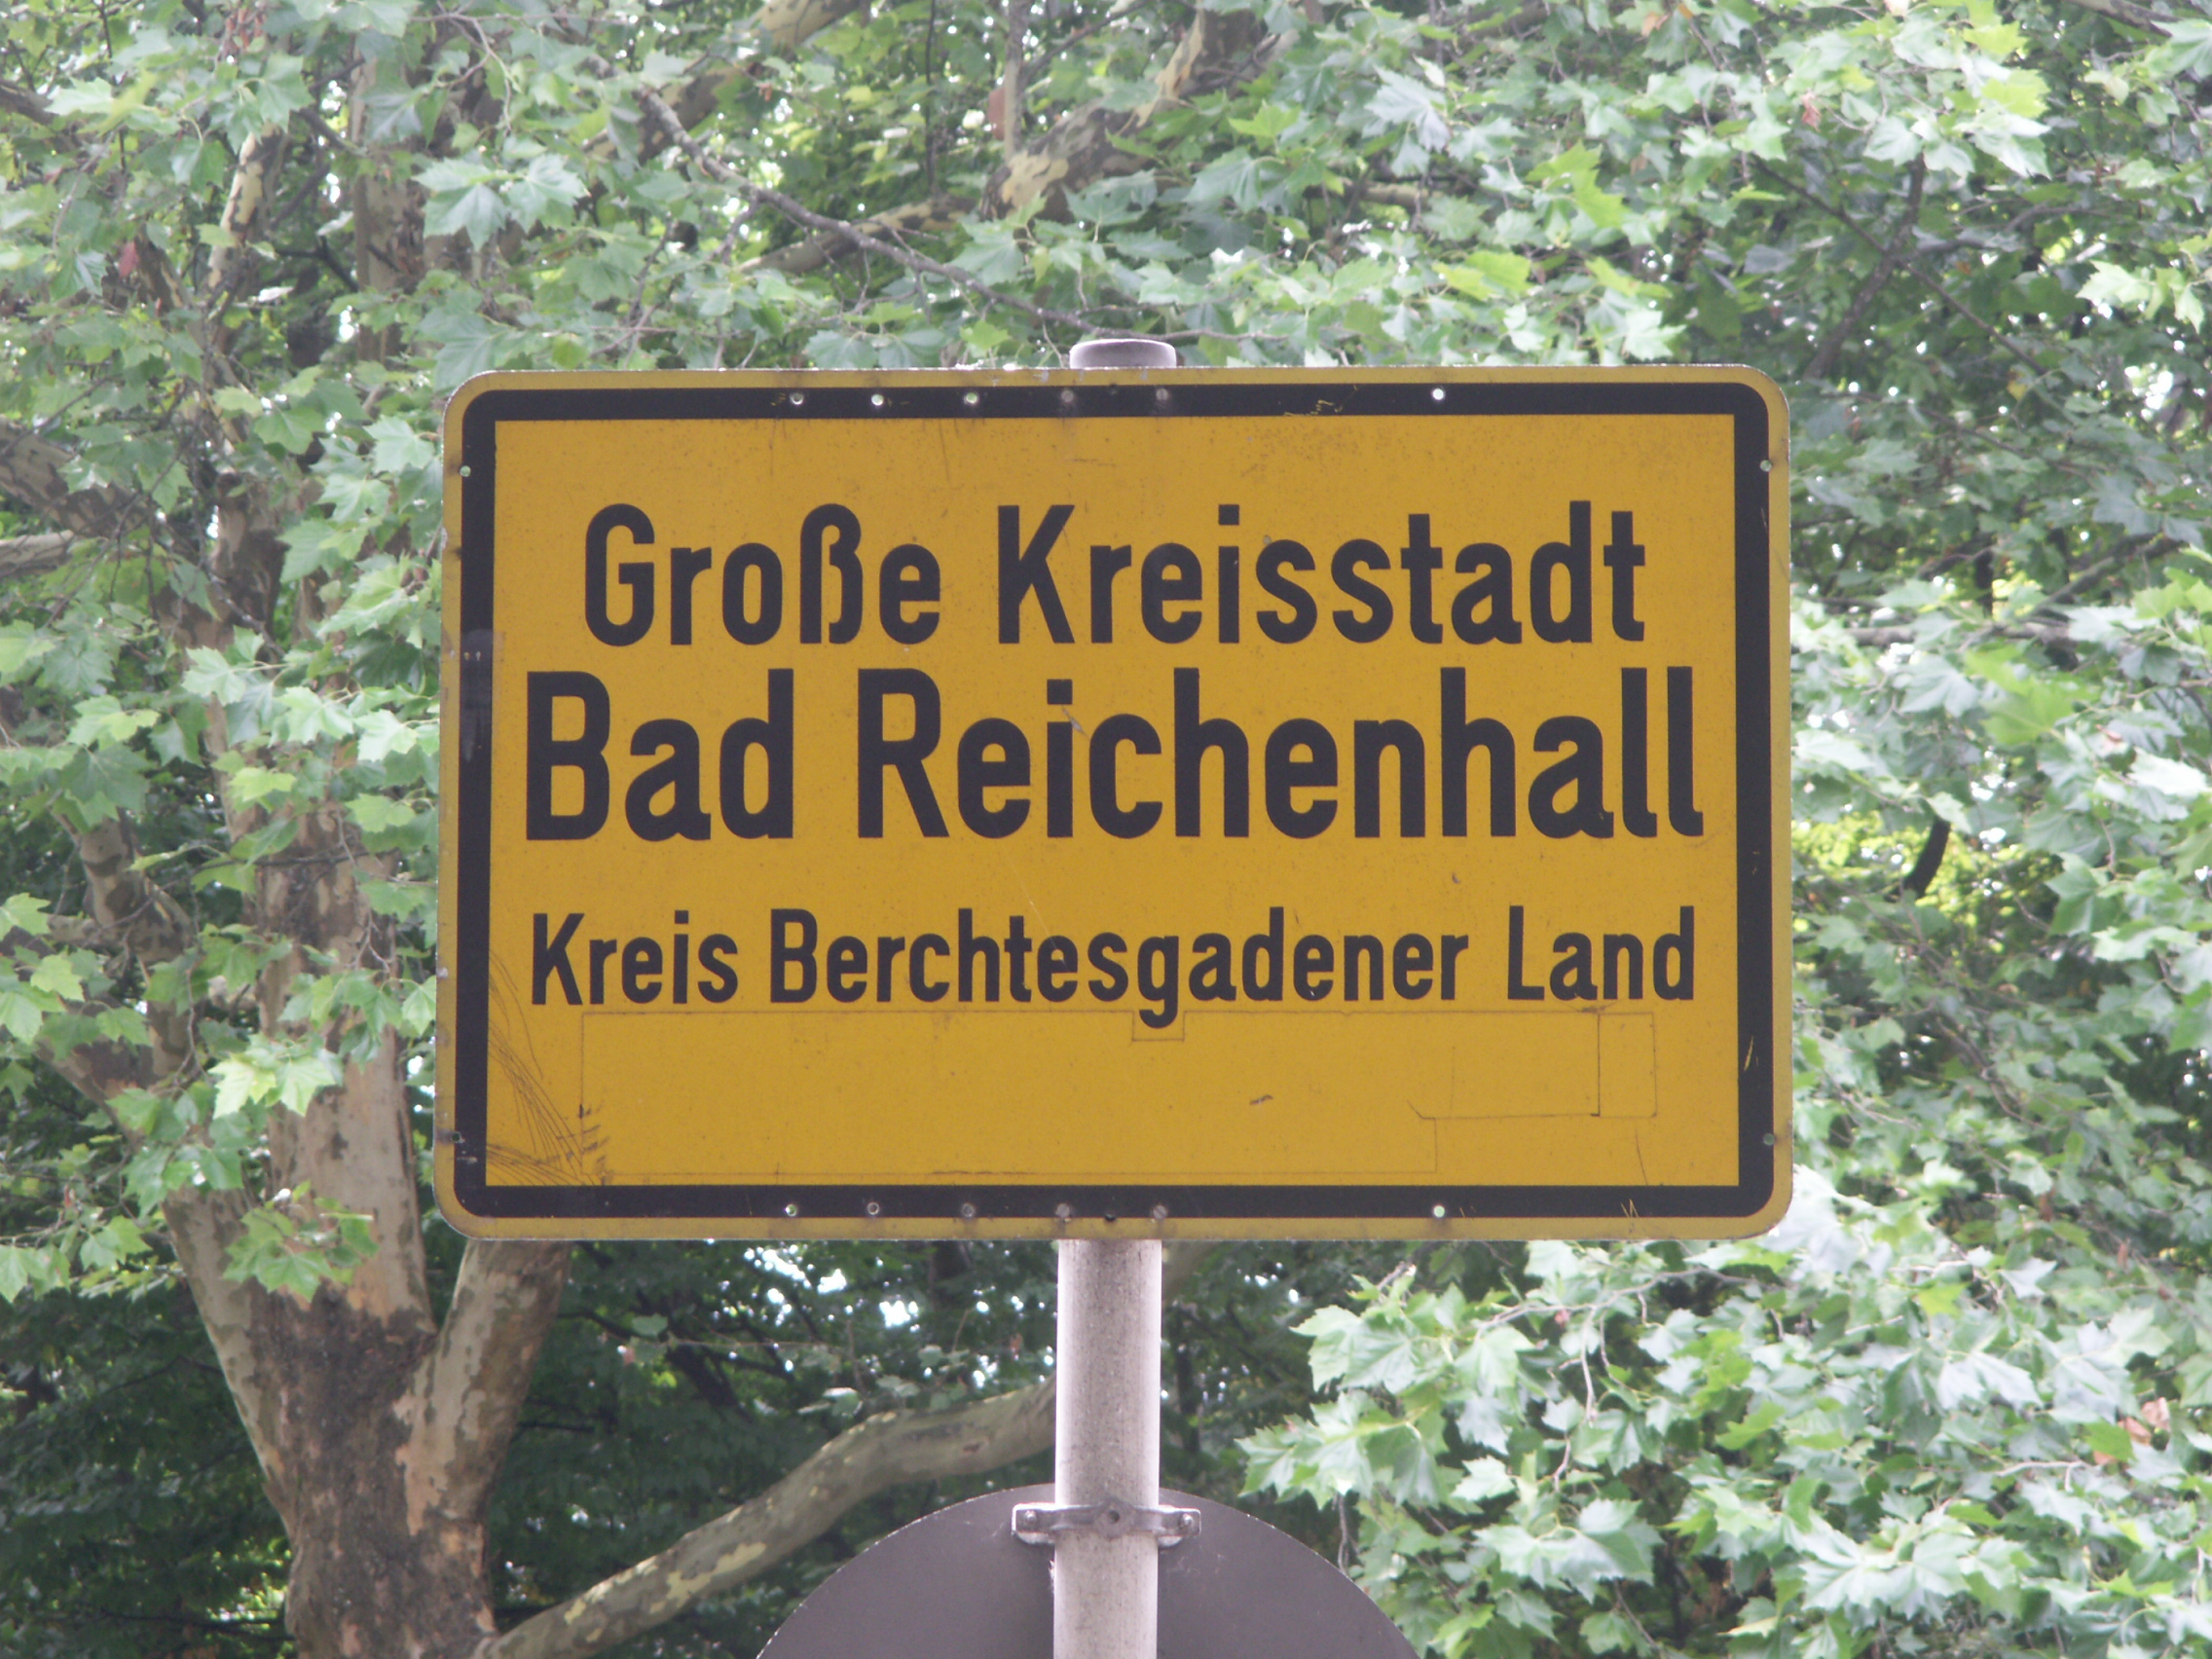 Große Kreisstadt
Bad Reichenhall
Kreis Berchtesgadener Land